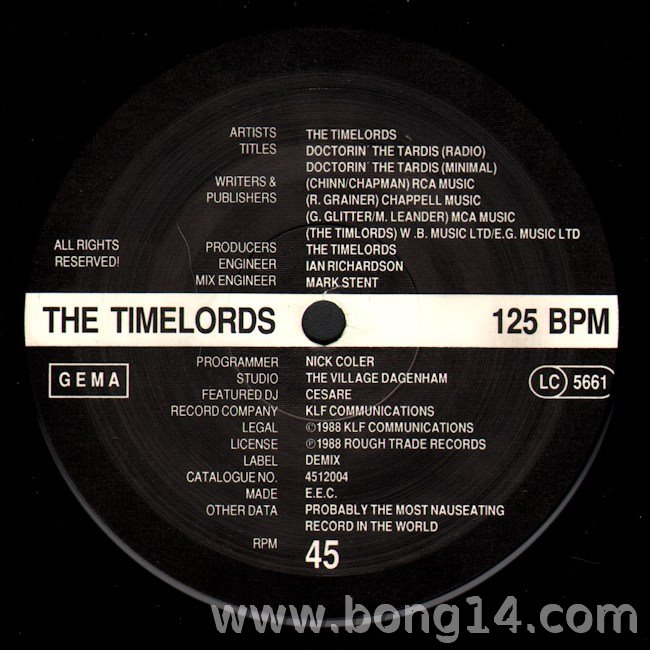 ARTISTS THE TIMELORDS
TITLES DOCTORIN' THE TARDIS (RADIO)
DOCTORIN' THE TARDIS (MINIMAL)
WRITERS & (CHINN/CHAPMAN) RCA MUSIC
PUBLISHERS (R. GRAINER) CHAPPELL MUSIC
(G. GLITTER/M. LEANDER) MCA MUSIC
(THE TIMLORDS) W .B. MUSIC LTD/E.G. MUSIC LTD
ALL RIGHTS
RESERVED!
PRODUCERS THE TIMELORDS
ENGINEER IAN RICHARDSON
MIX ENGINEER MARK STENT
THE TIMELORDS 125 BPM
GEMA
LC 5661
PROGRAMMER NICK COLER
STUDIO THE VILLAGE DAGENHAM
FEATURED DJ CESARE
RECORD COMPANY KLF COMMUNICATIONS
LEGAL ©1988 KLF COMMUNICATIONS
LICENSE ℗1988 ROUGH TRADE RECORDS
LABEL DEMIX
CATALOGUE NO. 4512004
MADE E.E.C.
OTHER DATA PROBABLY THE MOST NAUSEATING
RECORD IN THE WORLD
RPM 45
www.bong14.com